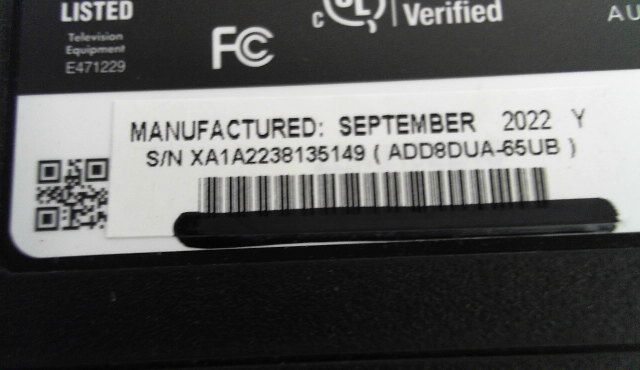 LISTED
Television
Equipment
E471229
FC
C UL
Verified
AU
MANUFACTURED: SEPTEMBER 2022 Y
S/N XA1A2238135149 ( ADD8DUA-65UB )